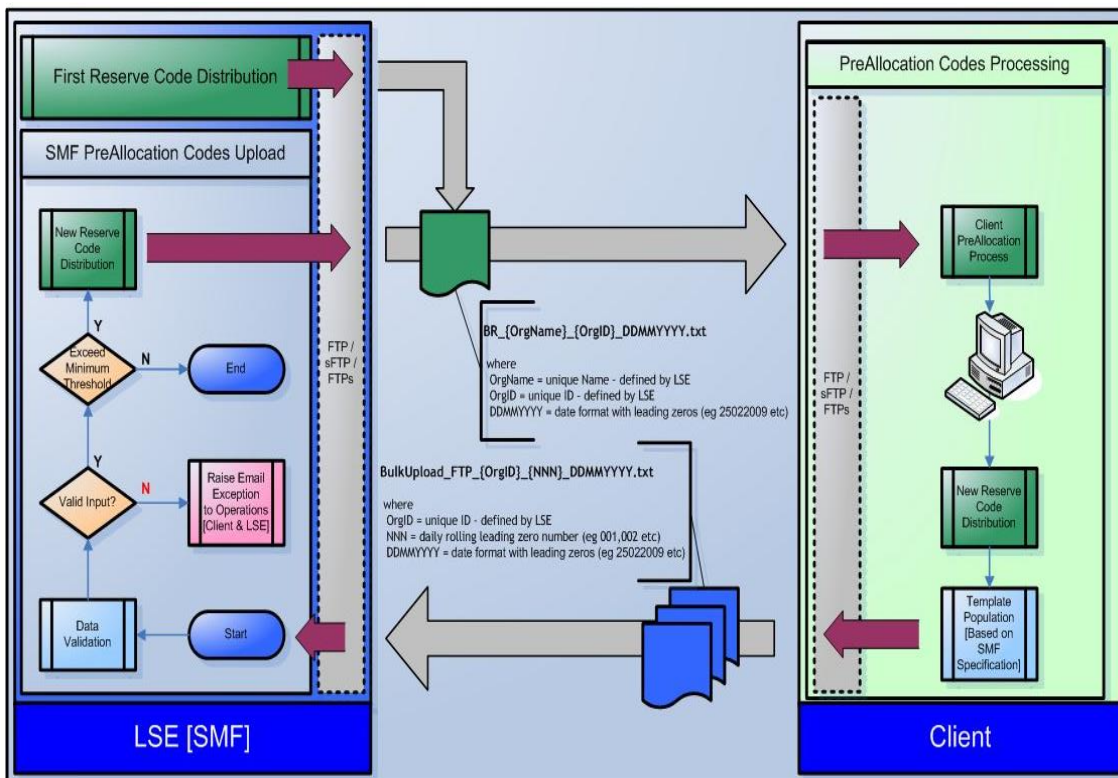 First Reserve Code Distribution
SMF PreAllocation Codes Upload
New Reserve
Code
Distribution
Y
Exceed
Minimum
Threshold
N
End
Y
Valid Input?
N
Raise Email
Exception
to Operations
[Client & LSE]
Data
Validation
Start
FTP /
sFTP /
FTPs
LSE [SMF]
BR_{OrgName}_{OrgID}_DDMMYYYY.txt
where
OrgName = unique Name - defined by LSE
OrgID = unique ID - defined by LSE
DDMMYYYY = date format with leading zeros (eg 25022009 etc)
BulkUpload_FTP_{OrgID}_{NNN}_DDMMYYYY.txt
where
OrgID = unique ID - defined by LSE
NNN = daily rolling leading zero number (eg 001,002 etc)
DDMMYYYY = date format with leading zeros (eg 25022009 etc)
PreAllocation Codes Processing
FTP /
sFTP /
FTPs
Client
PreAllocation
Process
New Reserve
Code
Distribution
Template
Population
[Based on
SMF
Specification]
Client